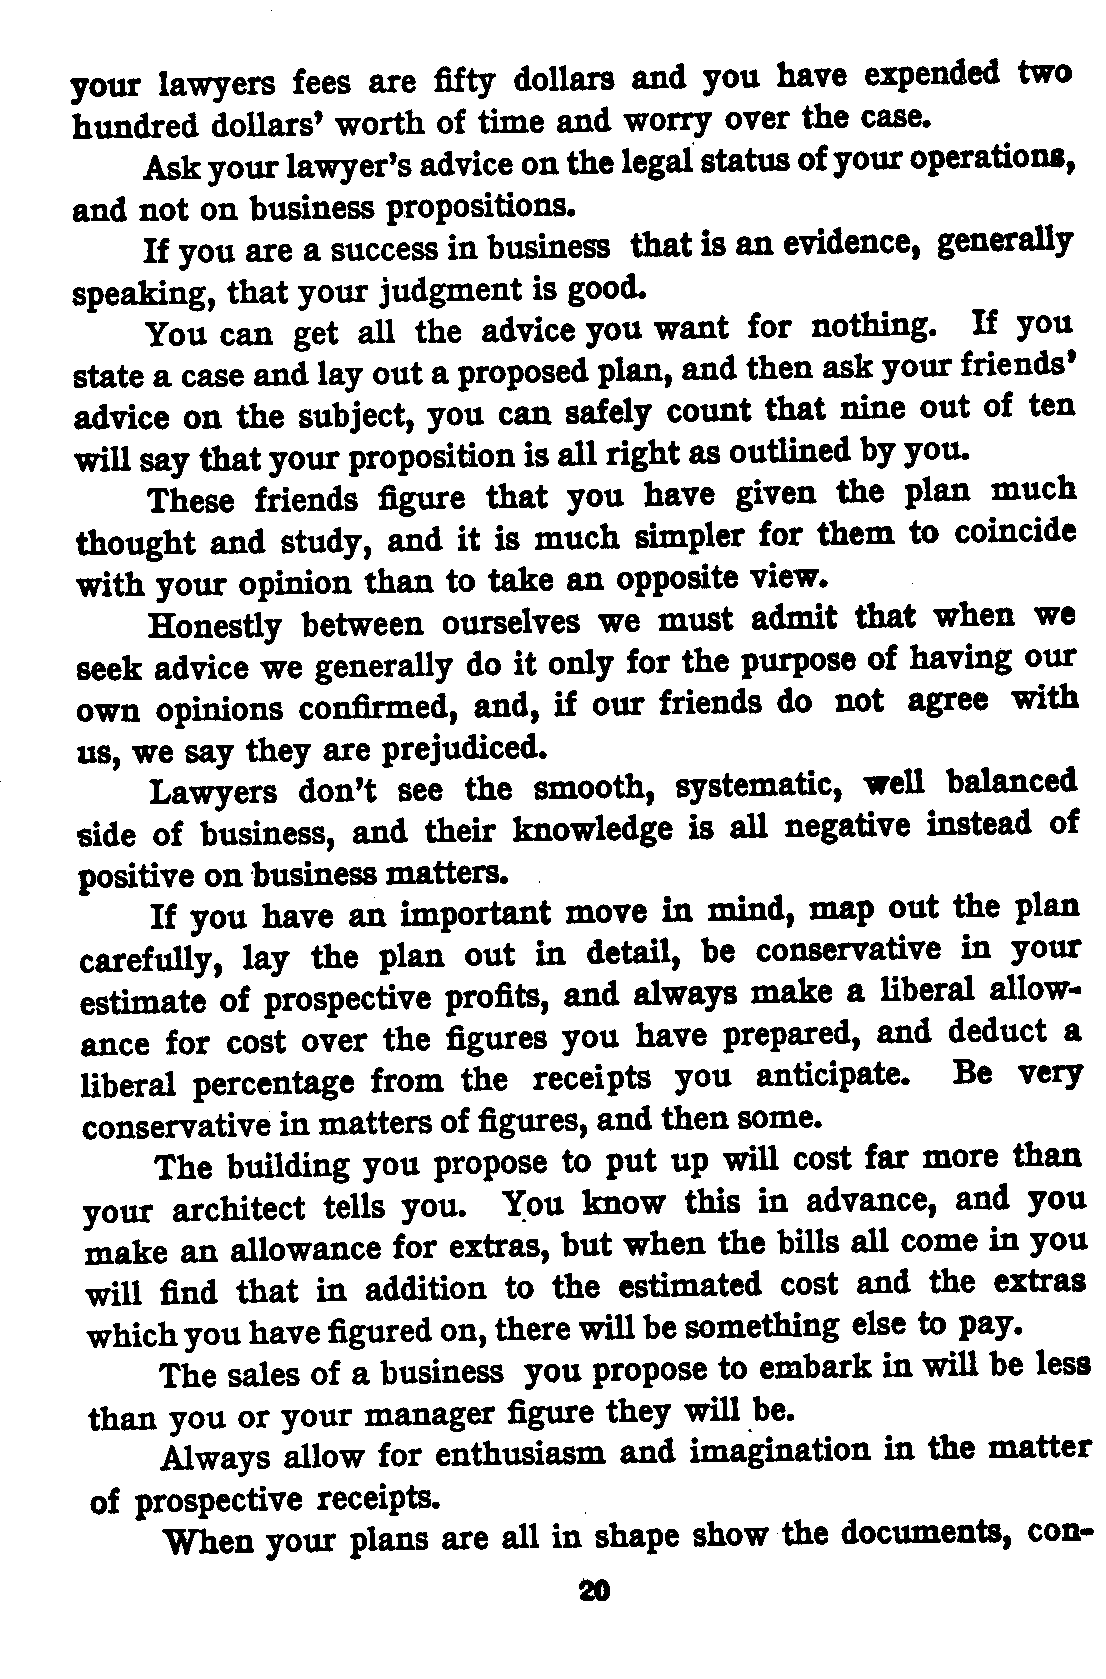 your lawyers fees are fifty dollars and you have expended two
hundred dollars' worth of time and worry over the case.
Ask your lawyer's advice on the legal status of your operations,
and not on business propositions.
If you are a success in business that is an evidence, generally
speaking, that your judgment is good.
You can get all the advice you want for nothing. If you
state a case and lay out a proposed plan, and then ask your friends'
advice on the subject, you can safely count that nine out of ten
will say that your proposition is all right as outlined by you.
These friends figure that you have given the plan much
thought and study, and it is much simpler for them to coincide
with your opinion than to take an opposite view.
Honestly between ourselves we must admit that when we
seek advice we generally do it only for the purpose of having our
own opinions confirmed, and, if our friends do not agree with
us, we say they are prejudiced.
Lawyers don't see the smooth, systematic, well balanced
side of business, and their knowledge is all negative instead of
positive on business matters.
If you have an important move in mind, map out the plan
carefully, lay the plan out in detail, be conservative in your
estimate of prospective profits, and always make a liberal allow-
ance for cost over the figures you have prepared, and deduct a
liberal percentage from the receipts you anticipate. Be very
conservative in matters of figures, and then some.
The building you propose to put up will cost far more than
your architect tells you. You know this in advance, and you
make an allowance for extras, but when the bills all come in you
will find that in addition to the estimated cost and the extras
which you have figured on, there will be something else to pay.
The sales of a business you propose to embark in will be less
than you or your manager figure they will be.
Always allow for enthusiasm and imagination in the matter
of prospective receipts.
When your plans are all in shape show the documents, con-
20